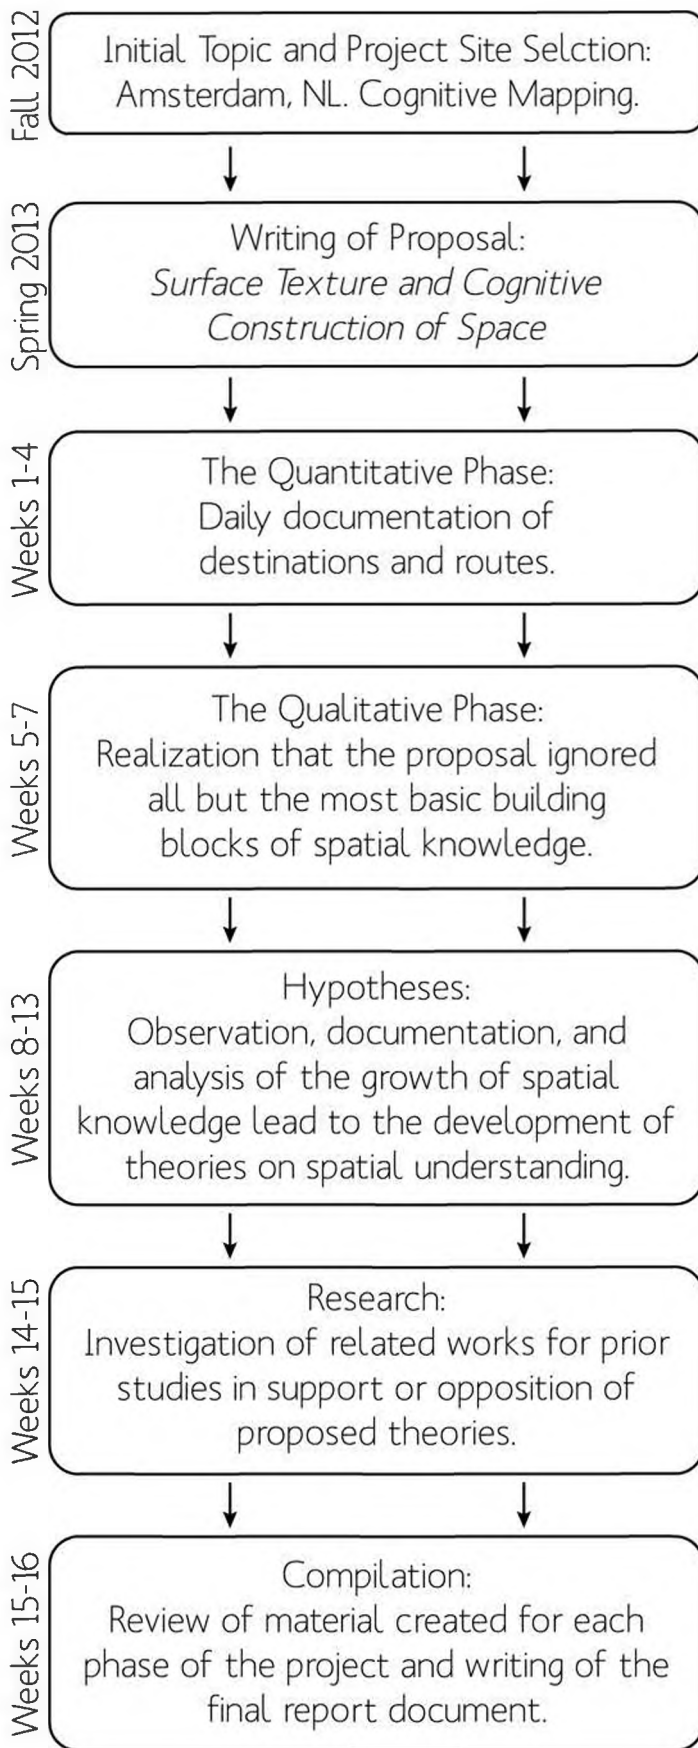 Fall 2012
Initial Topic and Project Site Selction:
Amsterdam, NL. Cognitive Mapping.
Spring 2013
Writing of Proposal:
Surface Texture and Cognitive
Construction of Space
Weeks 1-4
The Quantitative Phase:
Daily documentation of
destinations and routes.
Weeks 5-7
The Qualitative Phase:
Realization that the proposal ignored
all but the most basic building
blocks of spatial knowledge.
Weeks 8-13
Hypotheses:
Observation, documentation, and
analysis of the growth of spatial
knowledge lead to the development of
theories on spatial understanding.
Weeks 14-15
Research:
Investigation of related works for prior
studies in support or opposition of
proposed theories.
Weeks 15-16
Compilation:
Review of material created for each
phase of the project and writing of the
final report document.